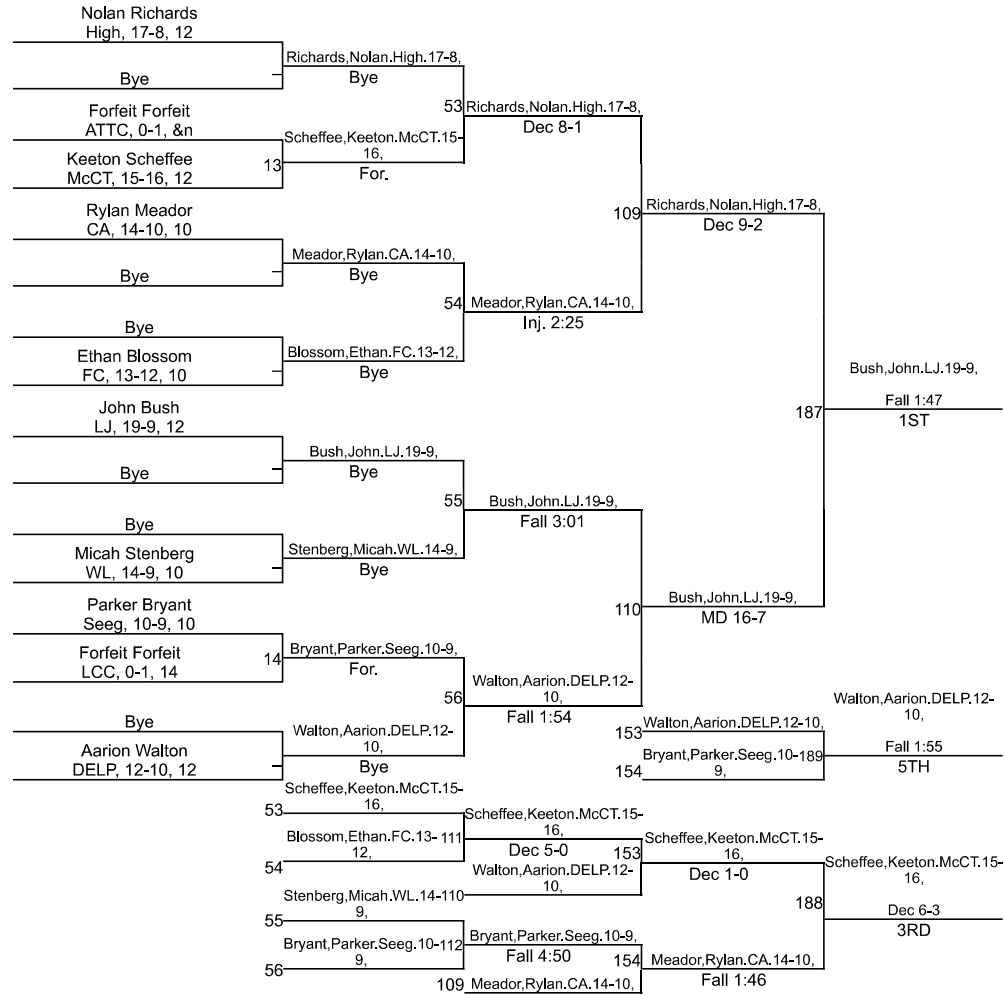 Nolan Richards
High, 17-8, 12
Richards,Nolan.High.17-8,
Bye
Bye
53
Richards,Nolan.High.17-8,
Dec 8-1
Forfeit Forfeit
ATTC, 0-1, &n
Scheffee,Keeton.McCT.15-
16,
For.
13
Keeton Scheffee
McCT, 15-16, 12
109
Richards,Nolan.High.17-8,
Dec 9-2
Rylan Meador
CA, 14-10, 10
Meador,Rylan.CA.14-10,
Bye
Bye
54
Meador,Rylan.CA.14-10,
Inj. 2:25
Bye
Ethan Blossom
FC, 13-12, 10
Blossom,Ethan.FC.13-12,
Bye
187
Bush,John.LJ.19-9,
Fall 1:47
1ST
John Bush
LJ, 19-9, 12
Bush,John.LJ.19-9,
Bye
Bye
55
Bush,John.LJ.19-9,
Fall 3:01
Bye
Micah Stenberg
WL, 14-9, 10
Stenberg,Micah.WL.14-9,
Bye
110
Bush,John.LJ.19-9,
MD 16-7
Parker Bryant
Seeg, 10-9, 10
14
Bryant,Parker.Seeg.10-9,
For.
Forfeit Forfeit
LCC, 0-1, 14
56
Walton,Aarion.DELP.12-
10,
Fall 1:54
Bye
Aarion Walton
DELP, 12-10, 12
Walton,Aarion.DELP.12-
10,
Bye
153
Walton,Aarion.DELP.12-10,
154
Bryant,Parker.Seeg.10-
9,
189
Walton,Aarion.DELP.12-
10,
Fall 1:55
5TH
53
Scheffee,Keeton.McCT.15-
16,
54
Blossom,Ethan.FC.13-
12,
111
Scheffee,Keeton.McCT.15-
16,
Dec 5-0
153
Walton,Aarion.DELP.12-
10,
110
Scheffee,Keeton.McCT.15-
16,
Dec 1-0
188
Scheffee,Keeton.McCT.15-
16,
Dec 6-3
3RD
55
Stenberg,Micah.WL.14-
9,
56
Bryant,Parker.Seeg.10-
9,
112
Bryant,Parker.Seeg.10-9,
Fall 4:50
154
109
Meador,Rylan.CA.14-10,
Meador,Rylan.CA.14-10,
Fall 1:46